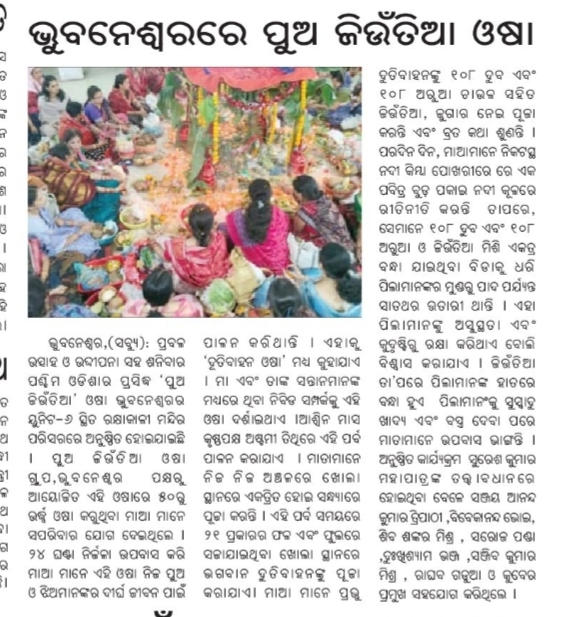 ଭୁବନେଶ୍ୱରରେ ପୁଅ ଜିଉଁତିଆ ଓଷା
ଭୁବନେଶ୍ୱର,(ସବ୍ୟୁ): ପ୍ରବଳ
ଉତ୍ସାହ ଓ ଉଦ୍ଦୀପନା ସହ ଶନିବାର
ପଶ୍ଚିମ ଓଡିଶାର ପ୍ରସିଦ୍ଧ 'ପୁଅ
ଜିଉଁତିଆ' ଓଷା ଭୁବନେଶ୍ୱରର
ୟୁନିଟ-୬ ସ୍ଥିତ ରକ୍ଷାକାଳୀ ମନ୍ଦିର
ପରିସରରେ ଅନୁଷ୍ଠିତ ହୋଇଯାଇଛି
। ପୁଅ ଜିଉଁତିଆ ଓଷା
ଗ୍ରୁପ,ଭୁବନେଶ୍ୱର ପକ୍ଷରୁ
ଆୟୋଜିତ ଏହି ଓଷାରେ ୫୦ରୁ
ଊର୍ଦ୍ଧ୍ୱ ଓଷା କରୁଥିବା ମାଆ ମାନେ
ସପରିବାର ଯୋଗ ଦେଇଥିଲେ ।
୨୪ ଘଣ୍ଟା ନିର୍ଜଳା ଉପବାସ କରି
ମାଆ ମାନେ ଏହି ଓଷା ନିଜ ପୁଅ
ଓ ଝିଅମାନଙ୍କର ଦୀର୍ଘ ଜୀବନ ପାଇଁ
ପାଳନ କରିଥାନ୍ତି । ଏହାକୁ
'ଦୂତିବାହନ ଓଷା' ମଧ୍ୟ କୁହାଯାଏ
। ମା ଏବଂ ତାଙ୍କ ସନ୍ତାନମାନଙ୍କ
ମଧ୍ୟରେ ଥିବା ନିବିଡ ସମ୍ପର୍କକୁ ଏହି
ଓଷା ଦର୍ଶାଇଥାଏ ।ଆଶ୍ୱିନ ମାସ
କୃଷ୍ଣପକ୍ଷ ଅଷ୍ଟମୀ ତିଥିରେ ଏହି ପର୍ବ
ପାଳନ କରାଯାଏ । ମାତାମାନେ
ନିଜ ନିଜ ଅଞ୍ଚଳରେ ଖୋଲା
ସ୍ଥାନରେ ଏକତ୍ରିତ ହୋଇ ସନ୍ଧ୍ୟାରେ
ପୂଜା କରନ୍ତି । ଏହି ପର୍ବ ସମୟରେ
୨୧ ପ୍ରକାରର ଫଳ ଏବଂ ଫୁଲରେ
ସଜାଯାଇଥିବା ଖୋଲା ସ୍ଥାନରେ
ଭଗବାନ ଦୁତିବାହନଙ୍କୁ ପୂଜା
କରାଯାଏ। ମାଆ ମାନେ ପ୍ରଭୁ
ଦୁତିବାହନଙ୍କୁ ୧୦୮ ଦୁବ ଏବଂ
୧୦୮ ଅରୁଆ ଚାଉଳ ସହିତ
ଜିଉଁତିଆ, କୁଗାର ନେଇ ପୂଜା
କରନ୍ତି ଏବଂ ବ୍ରତ କଥା ଶୁଣନ୍ତି ।
ପରଦିନ ଦିନ, ମାଆମାନେ ନିକଟସ୍ଥ
ନଦୀ କିମ୍ୱା ପୋଖରୀରେ ରେ ଏକ
ପବିତ୍ର ବୁଡ଼ ପକାଇ ନଦୀ କୂଳରେ
ରୀତିନୀତି କରନ୍ତି ତାପରେ,
ସେମାନେ ୧୦୮ ଦୁବ ଏବଂ ୧୦୮
ଅରୁଆ ଓ ଜିଉଁତିଆ ମିଶି ଏକତ୍ର
ବନ୍ଧା ଯାଇଥିବା ବିଡାକୁ ଧରି
ପିଲାମାନଙ୍କର ମୁଣ୍ଡରୁ ପାଦ ପର୍ଯ୍ୟନ୍ତ
ସାତଥର ଉତାରୀ ଥାନ୍ତି । ଏହା
ପିଲାମାନଙ୍କୁ ଅସୁସ୍ଥତା ଏବଂ
କୁଦୃଷ୍ଟିରୁ ରକ୍ଷା କରିଥାଏ ବୋଲି
ବିଶ୍ୱାସ କରାଯାଏ । ଜିଉଁତିଆ
ତା'ପରେ ପିଲାମାନଙ୍କ ହାତରେ
ବନ୍ଧା ହୁଏ ପିଲାମାନଂକୁ ସୁସ୍ୱାଦୁ
ଖାଦ୍ୟ ଏବଂ ବସ୍ତ୍ର ଦେବା ପରେ
ମାତାମାନେ ଉପବାସ ଭାଙ୍ଗନ୍ତି ।
ଅନୁଷ୍ଠିତ କାର୍ଯ୍ୟକ୍ରମ ସୁରେଶ କୁମାର
ମହାପାତ୍ରଙ୍କ ତତ୍ତ୍ୱାବଧାନରେ
ହୋଇଥିବା ବେଳେ ସଞ୍ଜୟ ଆନନ୍ଦ
କୁମାର ତ୍ରିପାଠୀ ,ବିବେକାନନ୍ଦ ଭୋଇ,
ଶିବ ଶଙ୍କର ମିଶ୍ର , ସରୋଜ ପଣ୍ଡା
,ଦୁଃଖିଶ୍ୟାମ ଭଞ୍ଜ ,ସଞ୍ଜିବ କୁମାର
ମିଶ୍ର , ରାଘବ ଗଜୁଆ ଓ କୁବେର
ପ୍ରମୁଖ ସହଯୋଗ କରିଥିଲେ ।